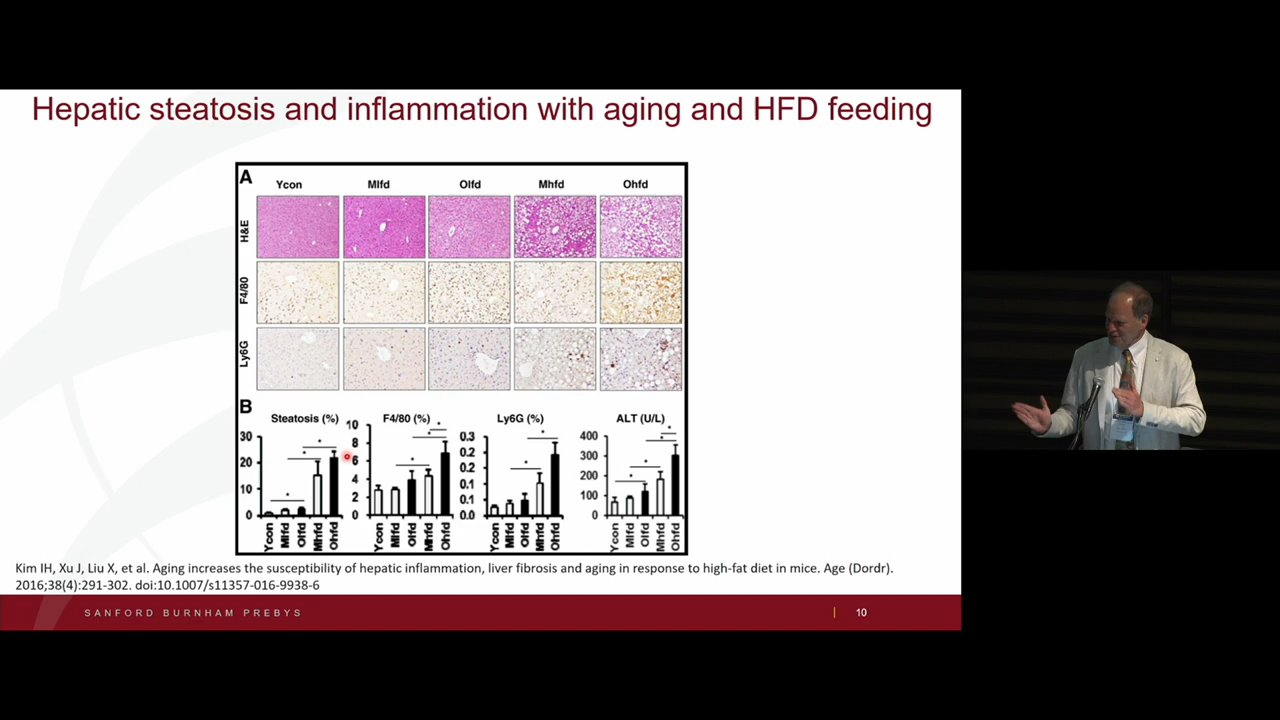 Hepatic steatosis and inflammation with aging and HFD feeding
A
Ycon Mlfd Olfd Mhfd Ohfd
H&E
F4/80
Ly6G
B
Steatosis (%)
30
20
10
0
Ycon Mlfd Olfd Mhfd Ohfd
F4/80 (%)
10
8
6
4
2
0
Ycon Mlfd Olfd Mhfd Ohfd
Ly6G (%)
0.3
0.2
0.2
0.1
0.1
0.0
Ycon Mlfd Olfd Mhfd Ohfd
ALT (U/L)
400
300
200
100
0
Ycon Mlfd Olfd Mhfd Ohfd
Kim IH, Xu J, Liu X, et al. Aging increases the susceptibility of hepatic inflammation, liver fibrosis and aging in response to high-fat diet in mice. Age (Dordr).
2016;38(4):291-302. doi:10.1007/s11357-016-9938-6
SANFORD BURNHAM PREBYS | 10